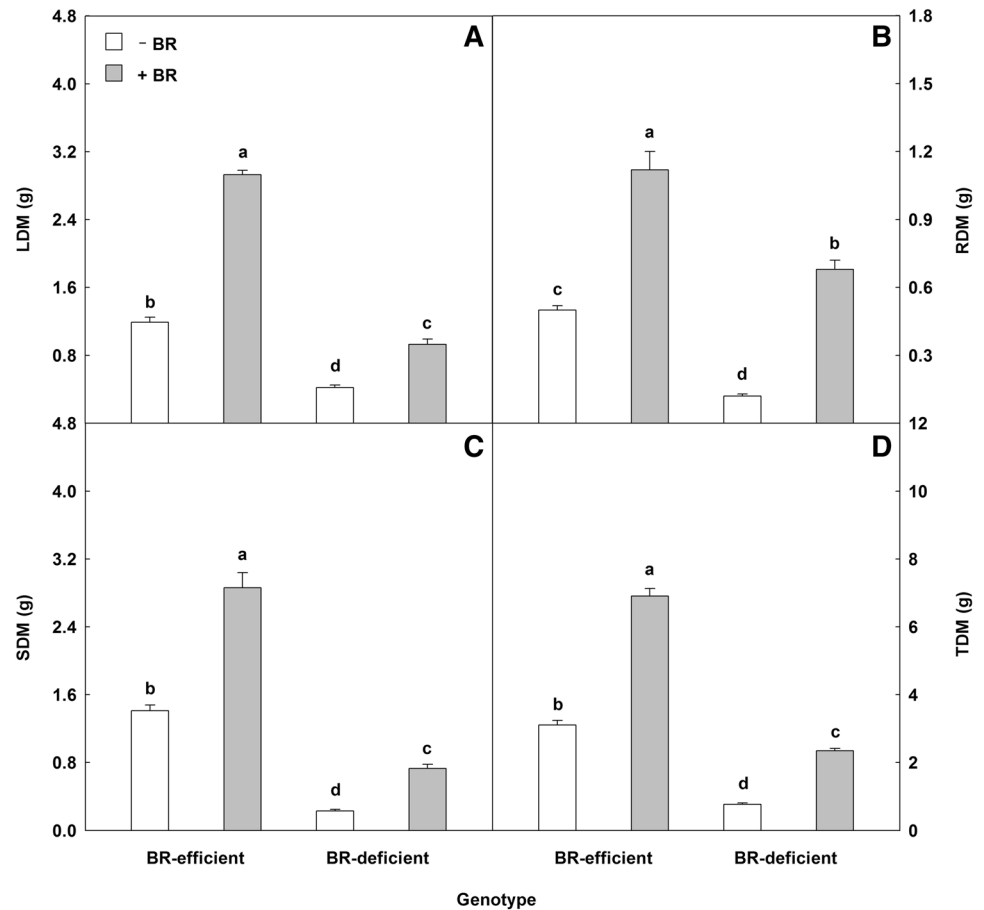 4.8
4.0
3.2
2.4
1.6
0.8
LDM (g)
− BR
+ BR
A
b
a
d
c
B
c
a
d
b
1.8
1.5
1.2
0.9
0.6
0.3
RDM (g)
4.8
4.0
3.2
2.4
1.6
0.8
0.0
SDM (g)
C
b
a
d
c
D
b
a
d
c
12
10
8
6
4
2
0
TDM (g)
BR-efficient BR-deficient BR-efficient BR-deficient
Genotype